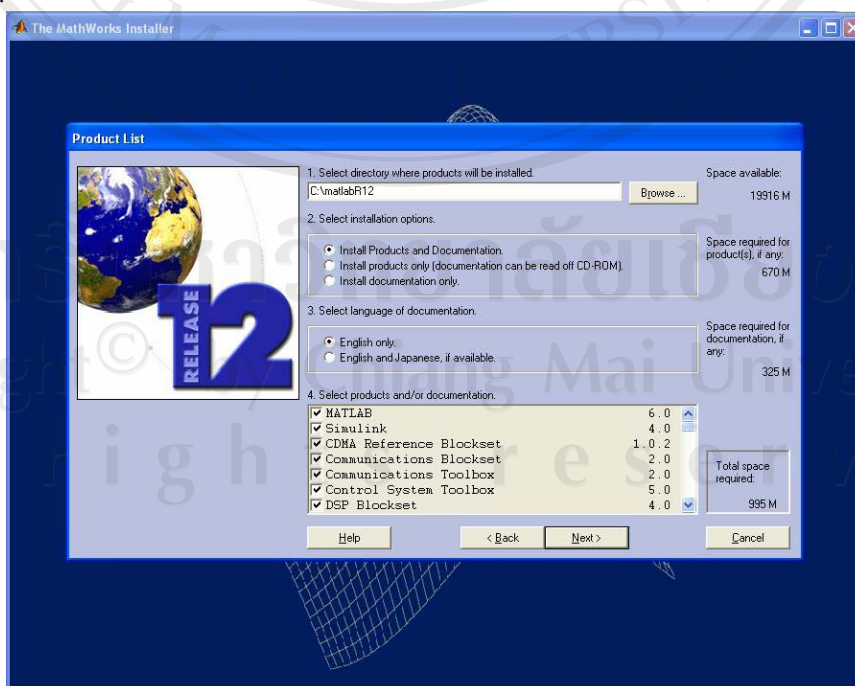 The MathWorks Installer
Product List
1. Select directory where products will be installed.
C:\matlabR12
Browse ...
Space available:
19916 M
2. Select installation options.
Install Products and Documentation.
Install products only (documentation can be read off CD-ROM).
Install documentation only.
Space required for
product(s), if any:
670 M
3. Select language of documentation.
English only.
English and Japanese, if available.
Space required for
documentation, if
any:
325 M
4. Select products and/or documentation.
MATLAB 6.0
Simulink 4.0
CDMA Reference Blockset 1.0.2
Communications Blockset 2.0
Communications Toolbox 2.0
Control System Toolbox 5.0
DSP Blockset 4.0
Total space
required:
995 M
RELEASE
12
Help
< Back
Next >
Cancel
by Chiang Mai Univ